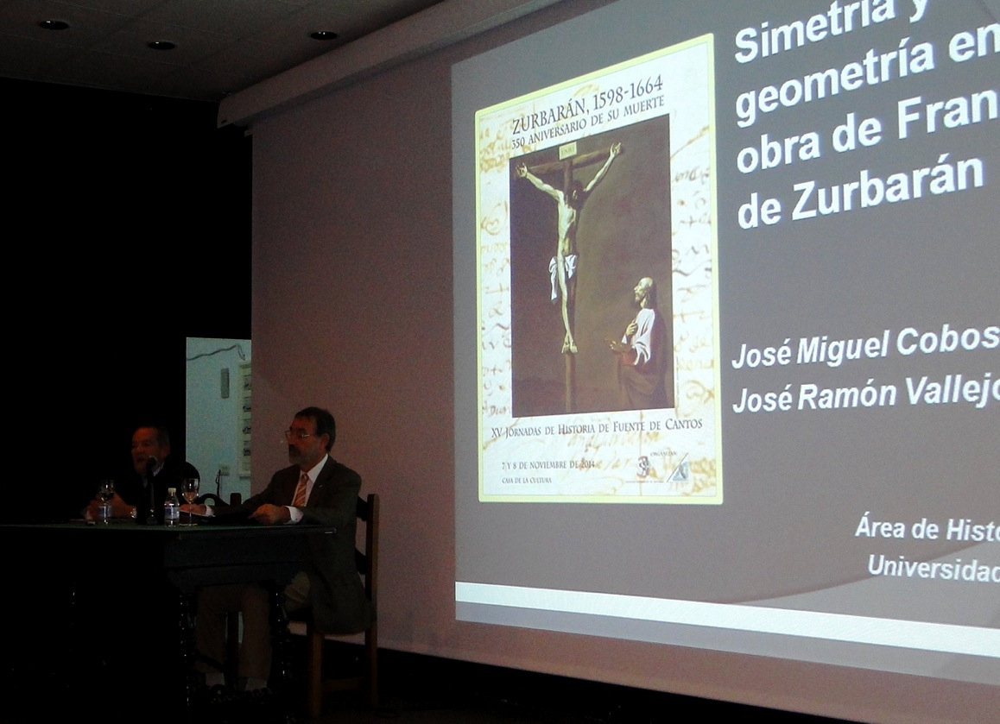 ZURBARÁN, 1598-1664
350 ANIVERSARIO DE SU MUERTE
XV JORNADAS DE HISTORIA DE FUENTE DE CANTOS
7 Y 8 DE NOVIEMBRE DE 2014
CASA DE LA CULTURA
ORGANIZAN:
Simetría y
geometría en
obra de Fran
de Zurbarán
José Miguel Cobos
José Ramón Vallejo
Área de Histo
Universidad